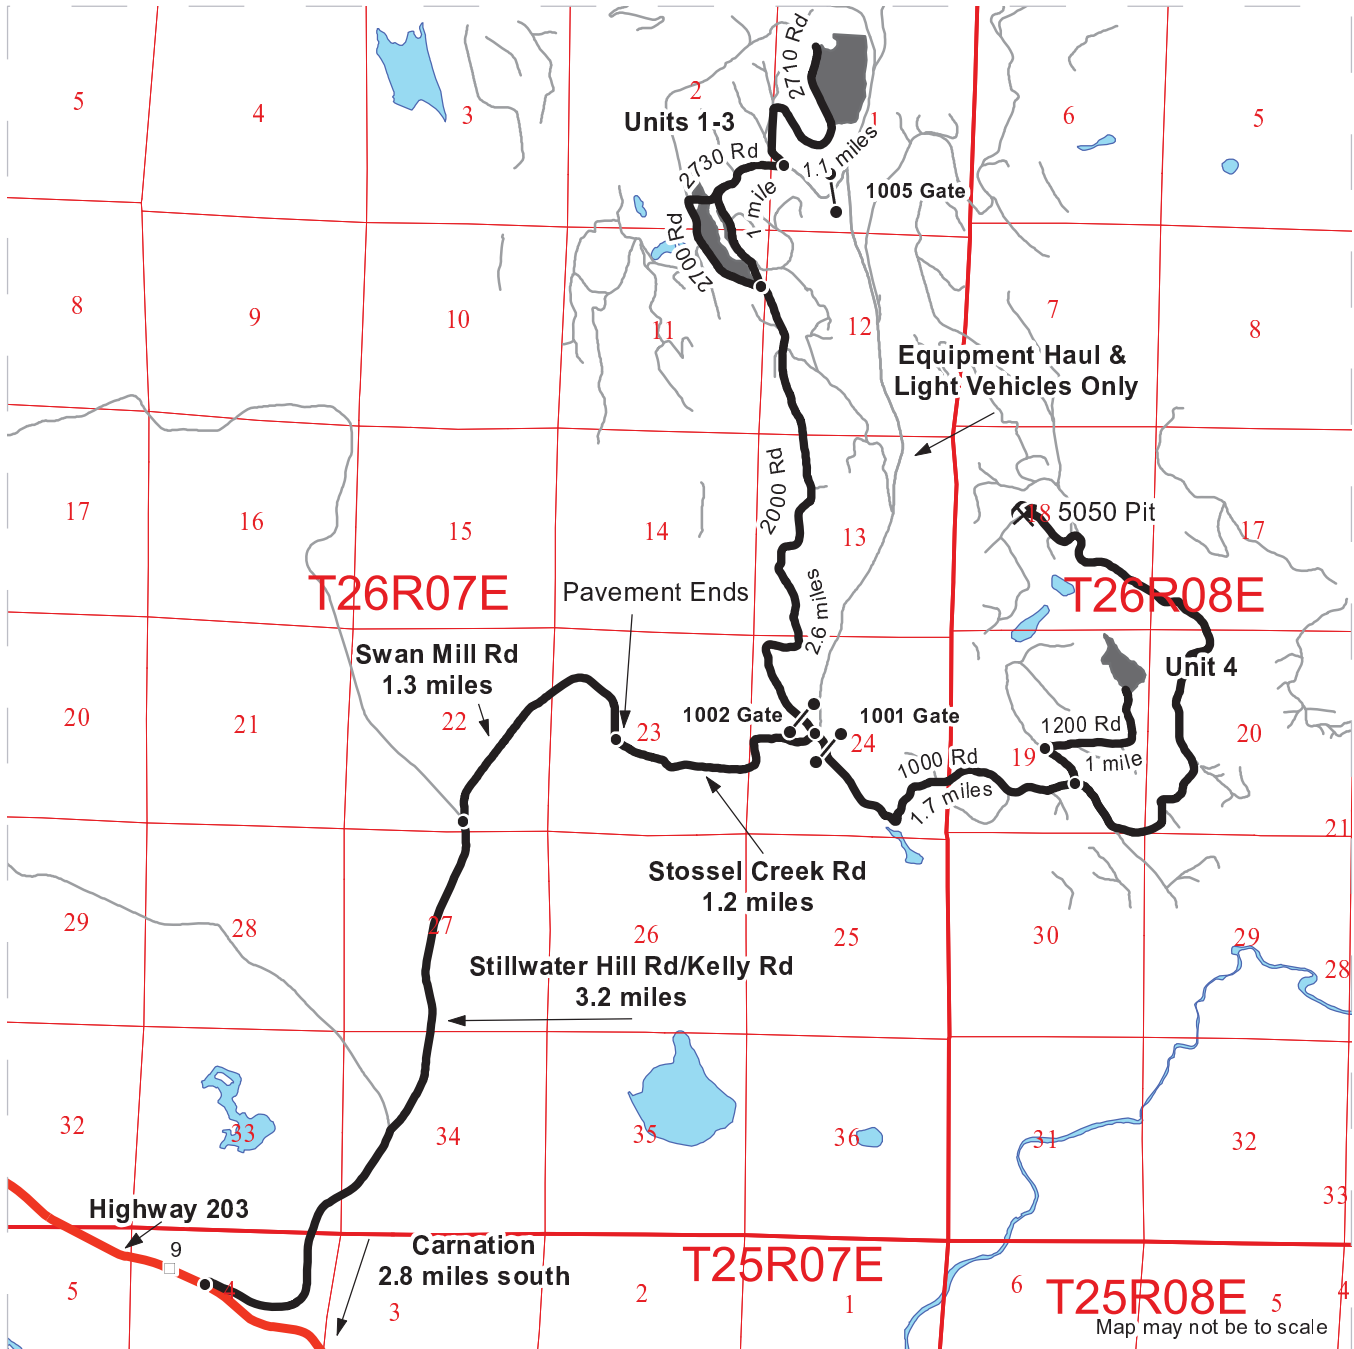 2710 Rd
5
4
3
2
1
6
5
Units 1-3
2730 Rd
1.1 miles
1005 Gate
1 mile
2700 Rd
8
9
10
11
12
7
8
Equipment Haul &
Light Vehicles Only
2000 Rd
17
16
15
14
13
18
5050 Pit
17
T26R07E
Pavement Ends
2.6 miles
T26R08E
Swan Mill Rd
1.3 miles
Unit 4
20
21
22
23
1002 Gate
1001 Gate
24
1200 Rd
20
19
1 mile
1000 Rd
1.7 miles
21
Stossel Creek Rd
1.2 miles
29
28
27
26
25
30
29
28
Stillwater Hill Rd/Kelly Rd
3.2 miles
32
33
34
35
36
31
32
33
Highway 203
9
Carnation
2.8 miles south
T25R07E
T25R08E
5
4
3
2
1
6
5
4
Map may not be to scale